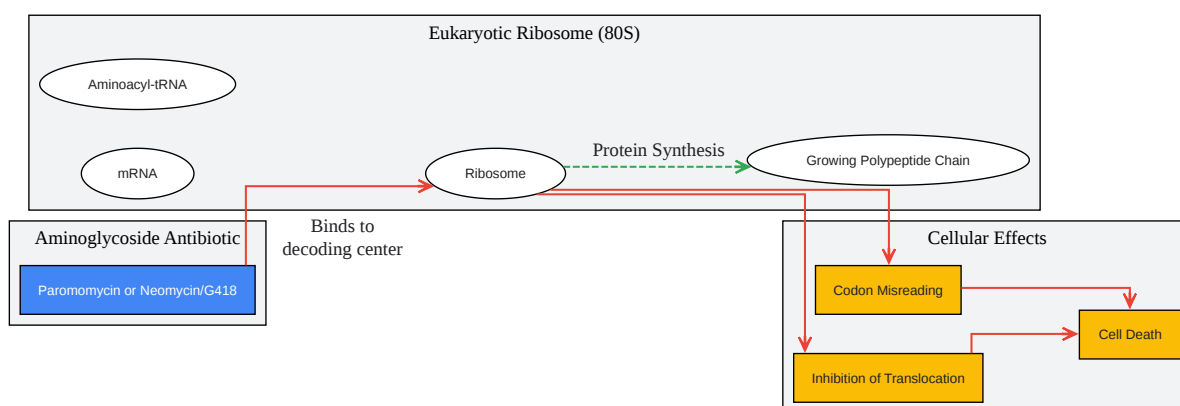 Eukaryotic Ribosome (80S)
Aminoacyl-tRNA
mRNA
Ribosome
Protein Synthesis
Growing Polypeptide Chain
Binds to
decoding center
Aminoglycoside Antibiotic
Paromomycin or Neomycin/G418
Cellular Effects
Codon Misreading
Cell Death
Inhibition of Translocation